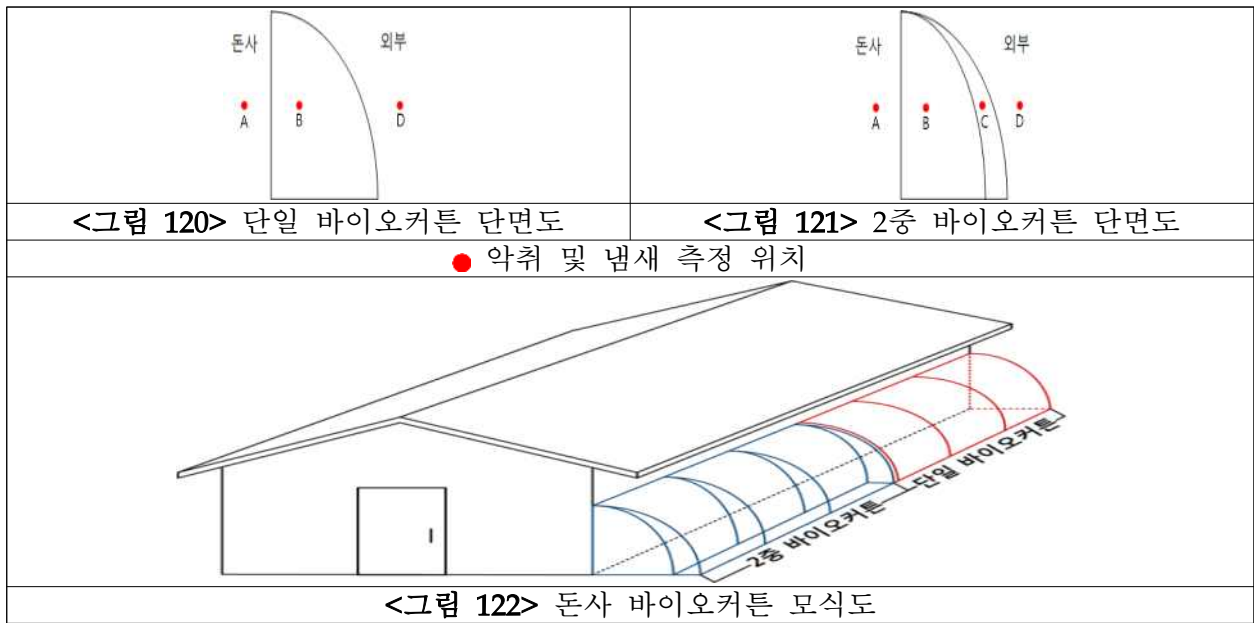 돈사 외부
A B D
<그림 120> 단일 바이오커튼 단면도
돈사 외부
A B C D
<그림 121> 2중 바이오커튼 단면도
● 악취 및 냄새 측정 위치
2중 바이오커튼
단일 바이오커튼
<그림 122> 돈사 바이오커튼 모식도